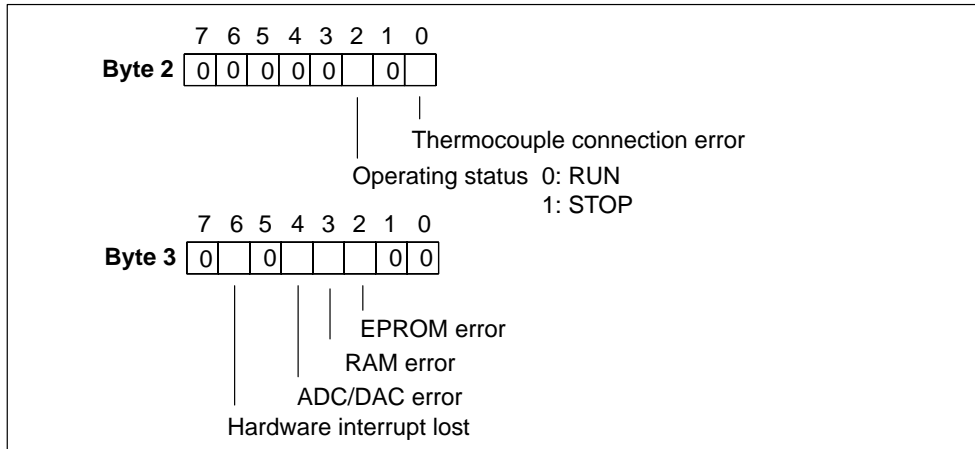 7 6 5 4 3 2 1 0
Byte 2 0 0 0 0 0 0
Thermocouple connection error
Operating status 0: RUN
1: STOP
7 6 5 4 3 2 1 0
Byte 3 0 0 0 0
EPROM error
RAM error
ADC/DAC error
Hardware interrupt lost